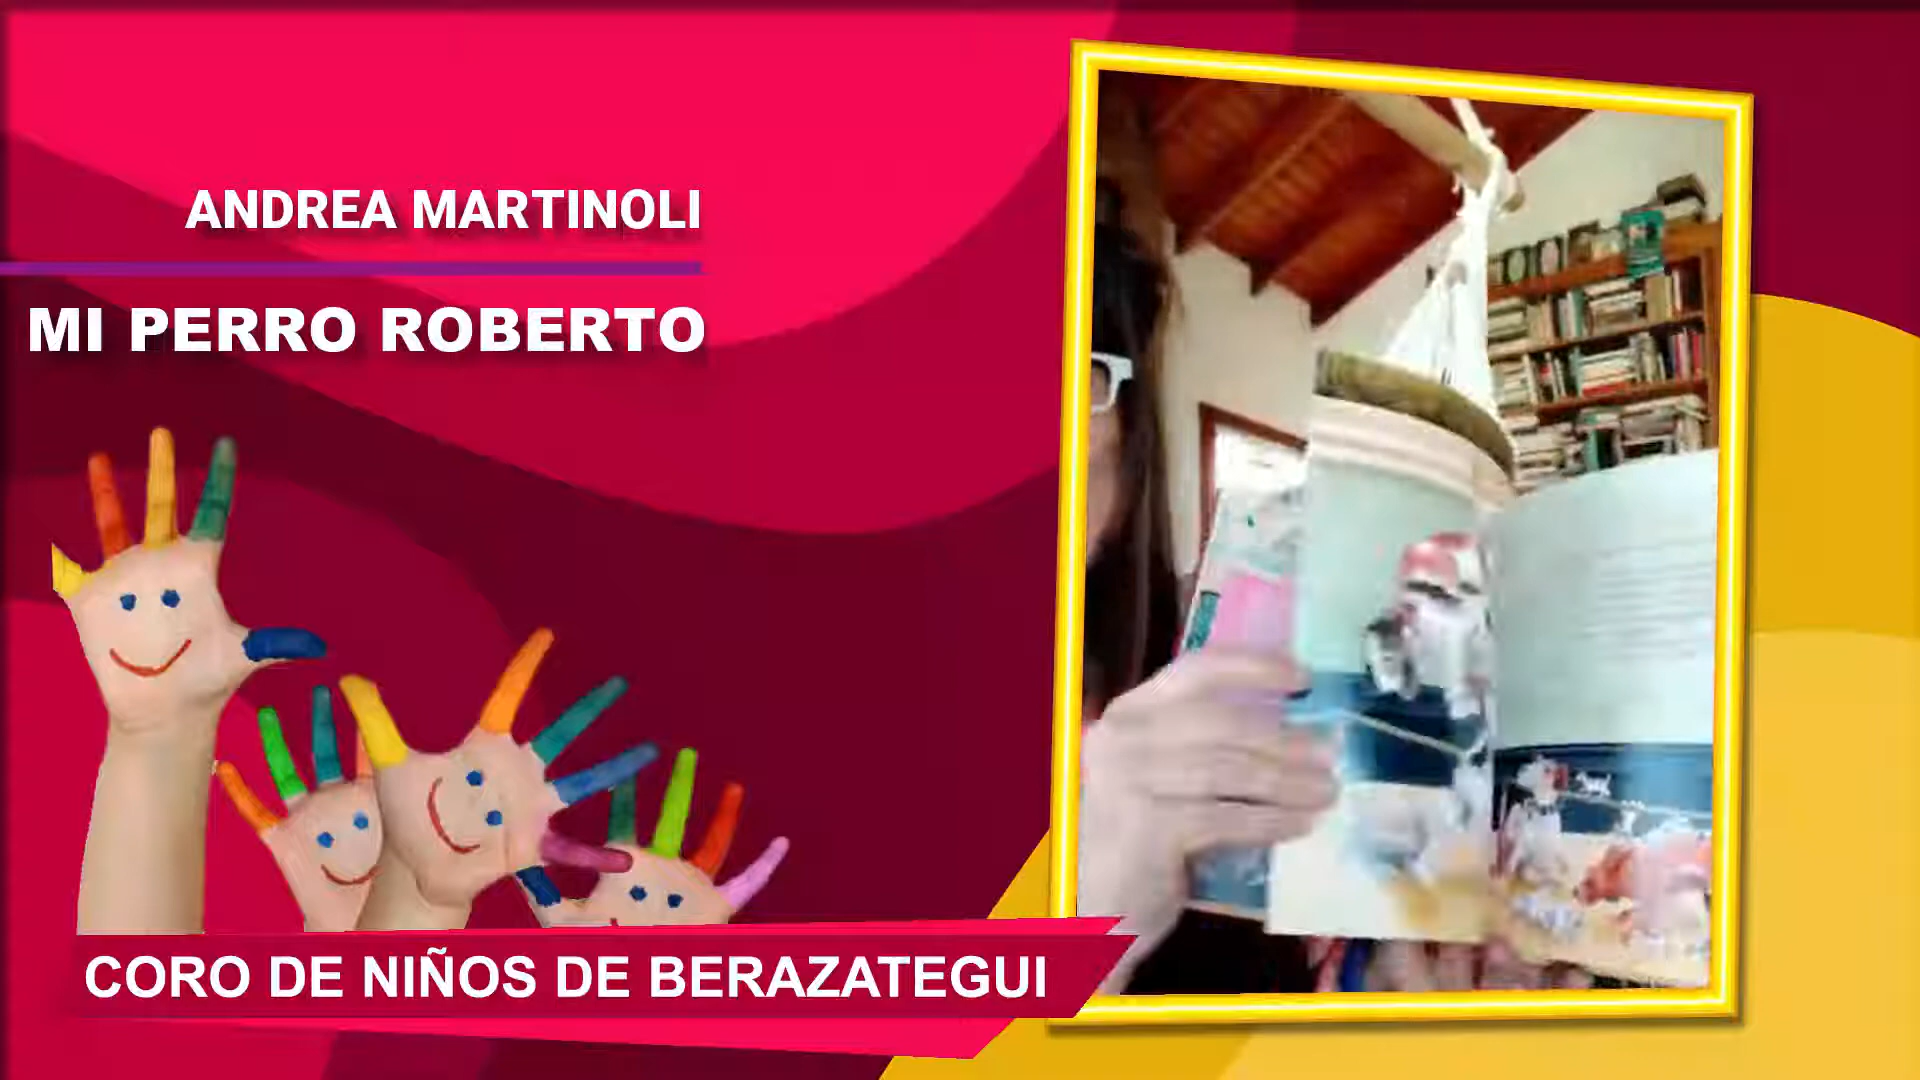 ANDREA MARTINOLI
MI PERRO ROBERTO
CORO DE NIÑOS DE BERAZATEGUI